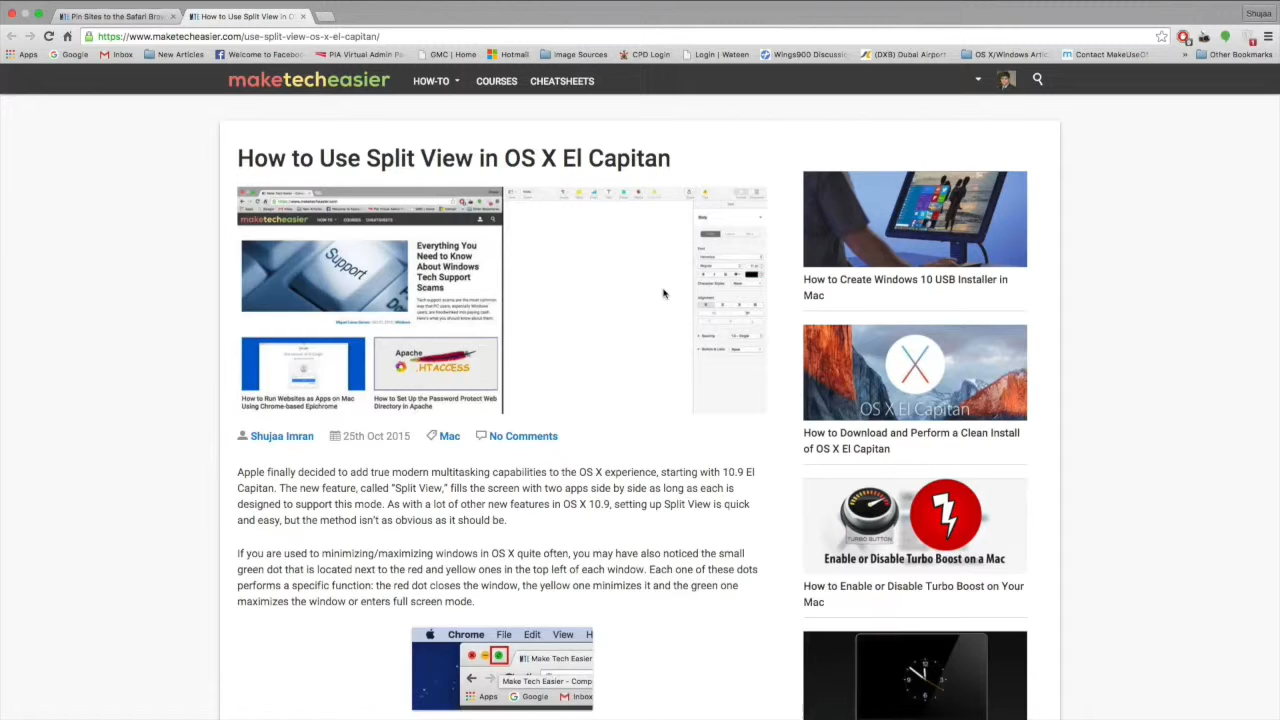 Pin Sites to the Safari Brow
How to Use Split View in O
Shujaa
https://www.maketecheasier.com/use-split-view-os-x-el-capitan/
Apps Google Inbox New Articles Welcome to Facebo PIA Virtual Admin Pa GMC | Home Hotmail Image Sources CPD Login Login | Wateen Wings900 Discussi (DXB) Dubai Airport OS X/Windows Artic Contact MakeUseO » Other Bookmarks
maketecheasier HOW-TO COURSES CHEATSHEETS
How to Use Split View in OS X El Capitan
maketecheasier
Everything You
Need to Know
About Windows
Tech Support
Scams
Support
Tech support scams are the most common
Apache
.HTACCESS
How to Run Websites as Apps on Mac
Using Chrome-based Epichrome
How to Set Up the Password Protect Web
Directory in Apache
Shujaa Imran 25th Oct 2015 Mac No Comments
Apple finally decided to add true modern multitasking capabilities to the OS X experience, starting with 10.9 El
Capitan. The new feature, called “Split View,” fills the screen with two apps side by side as long as each is
designed to support this mode. As with a lot of other new features in OS X 10.9, setting up Split View is quick
and easy, but the method isn’t as obvious as it should be.
If you are used to minimizing/maximizing windows in OS X quite often, you may have also noticed the small
green dot that is located next to the red and yellow ones in the top left of each window. Each one of these dots
performs a specific function: the red dot closes the window, the yellow one minimizes it and the green one
maximizes the window or enters full screen mode.
Chrome File Edit View H
Make Tech Easier
Make Tech Easier - Comp
Apps Google Inbox
How to Create Windows 10 USB Installer in
Mac
OS X El Capitan
How to Download and Perform a Clean Install
of OS X El Capitan
TURBO BUTTON
Enable or Disable Turbo Boost on a Mac
How to Enable or Disable Turbo Boost on Your
Mac